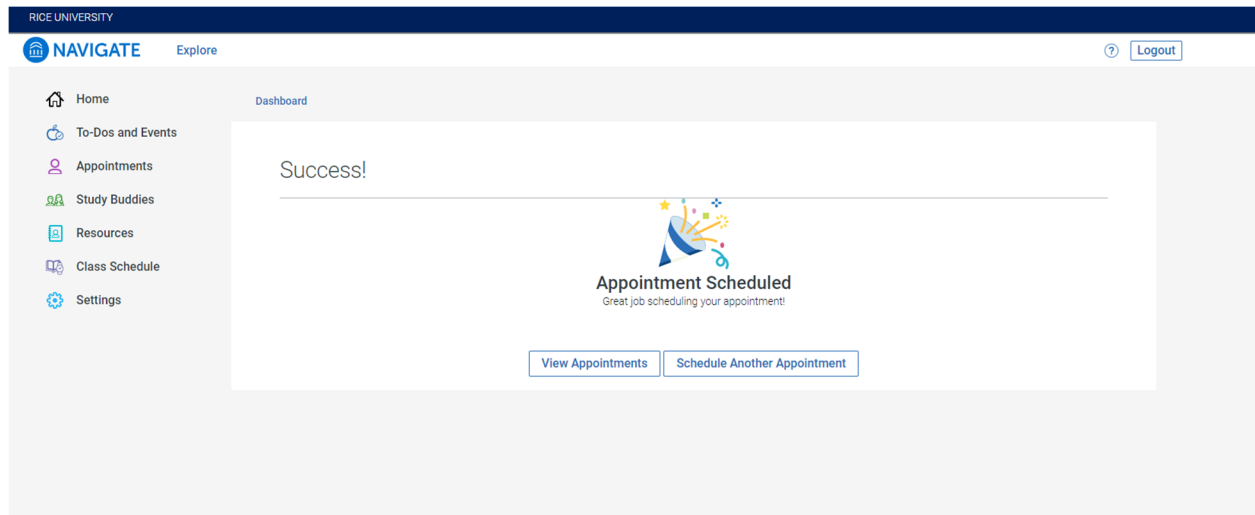 RICE UNIVERSITY
NAVIGATE
Explore
?
Logout
Home
To-Dos and Events
Appointments
Study Buddies
Resources
Class Schedule
Settings
Dashboard
Success!
Appointment Scheduled
Great job scheduling your appointment!
View Appointments
Schedule Another Appointment